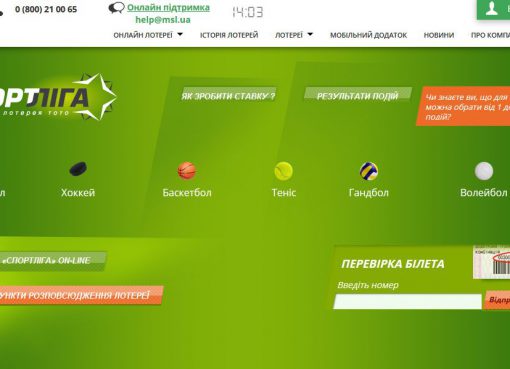 0 (800) 21 00 65
Онлайн підтримка
help@msl.ua
14:03
ОНЛАЙН ЛОТЕРЕЇ
ІСТОРІЯ ЛОТЕРЕЙ
ЛОТЕРЕЇ
МОБІЛЬНИЙ ДОДАТОК
НОВИНИ
ПРО КОМПА
ОРТЛІГА
лотерея тото
ЯК ЗРОБИТИ СТАВКУ ?
РЕЗУЛЬТАТИ ПОДІЙ
Чи знаєте ви, що для
можна обрати від 1 до
подій?
Хоккей
Баскетбол
Теніс
Гандбол
Волейбол
«СПОРТЛІГА» ON-LINE
УНКТИ РОЗПОВСЮДЖЕННЯ ЛОТЕРЕЇ
ПЕРЕВІРКА БІЛЕТА
Введіть номер
Відпр